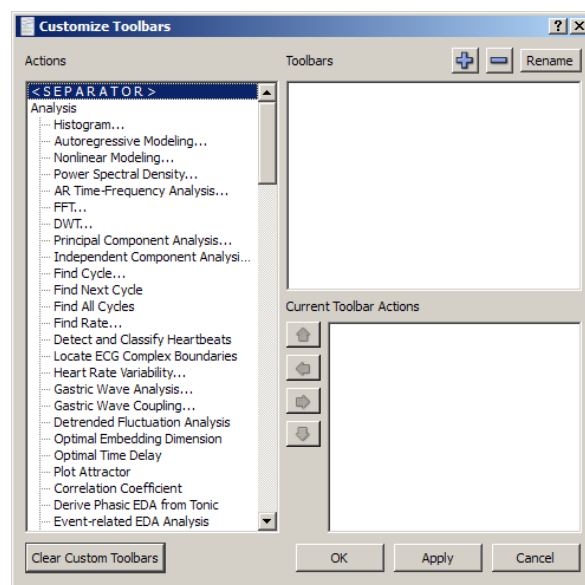 Customize Toolbars
Actions
Toolbars
Rename
<SEPARATOR>
Analysis
Histogram...
Autoregressive Modeling...
Nonlinear Modeling...
Power Spectral Density...
AR Time-Frequency Analysis...
FFT...
DWT...
Principal Component Analysis...
Independent Component Analysi...
Find Cycle...
Find Next Cycle
Find All Cycles
Find Rate...
Detect and Classify Heartbeats
Locate ECG Complex Boundaries
Heart Rate Variability...
Gastric Wave Analysis...
Gastric Wave Coupling...
Detrended Fluctuation Analysis
Optimal Embedding Dimension
Optimal Time Delay
Plot Attractor
Correlation Coefficient
Derive Phasic EDA from Tonic
Event-related EDA Analysis
Current Toolbar Actions
Clear Custom Toolbars
OK
Apply
Cancel